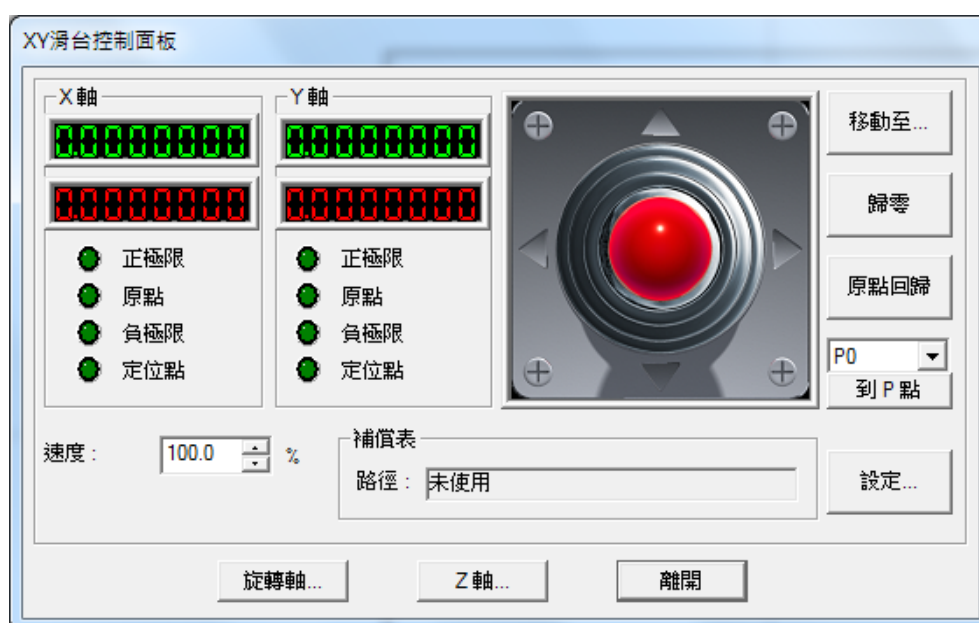 XY滑台控制面板
X 軸
0.0000000
0.0000000
正極限
原點
負極限
定位點
Y 軸
0.0000000
0.0000000
正極限
原點
負極限
定位點
移動至...
歸零
原點回歸
P0
到 P 點
速度 : 100.0 %
補償表
路徑 : 未使用
設定...
旋轉軸...
Z 軸...
離開